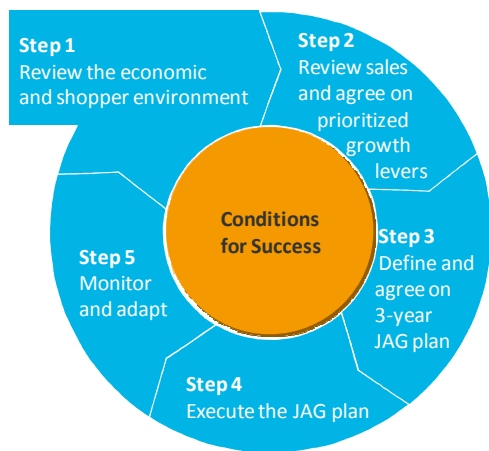 Step 1
Review the economic
and shopper environment
Step 2
Review sales
and agree on
prioritized
growth
levers
Step 3
Define and
agree on
3-year
JAG plan
Step 4
Execute the JAG plan
Step 5
Monitor
and adapt
Conditions
for Success